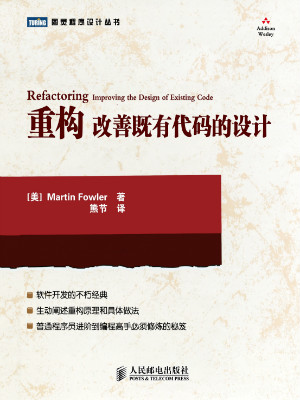 TURING 图灵程序设计丛书
Addison
Wesley
Refactoring Improving the Design of Existing Code
重构 改善既有代码的设计
[美] Martin Fowler 著
熊节 译
软件开发的不朽经典
生动阐述重构原理和具体做法
普通程序员进阶到编程高手必须修炼的秘笈
人民邮电出版社
POSTS & TELECOM PRESS